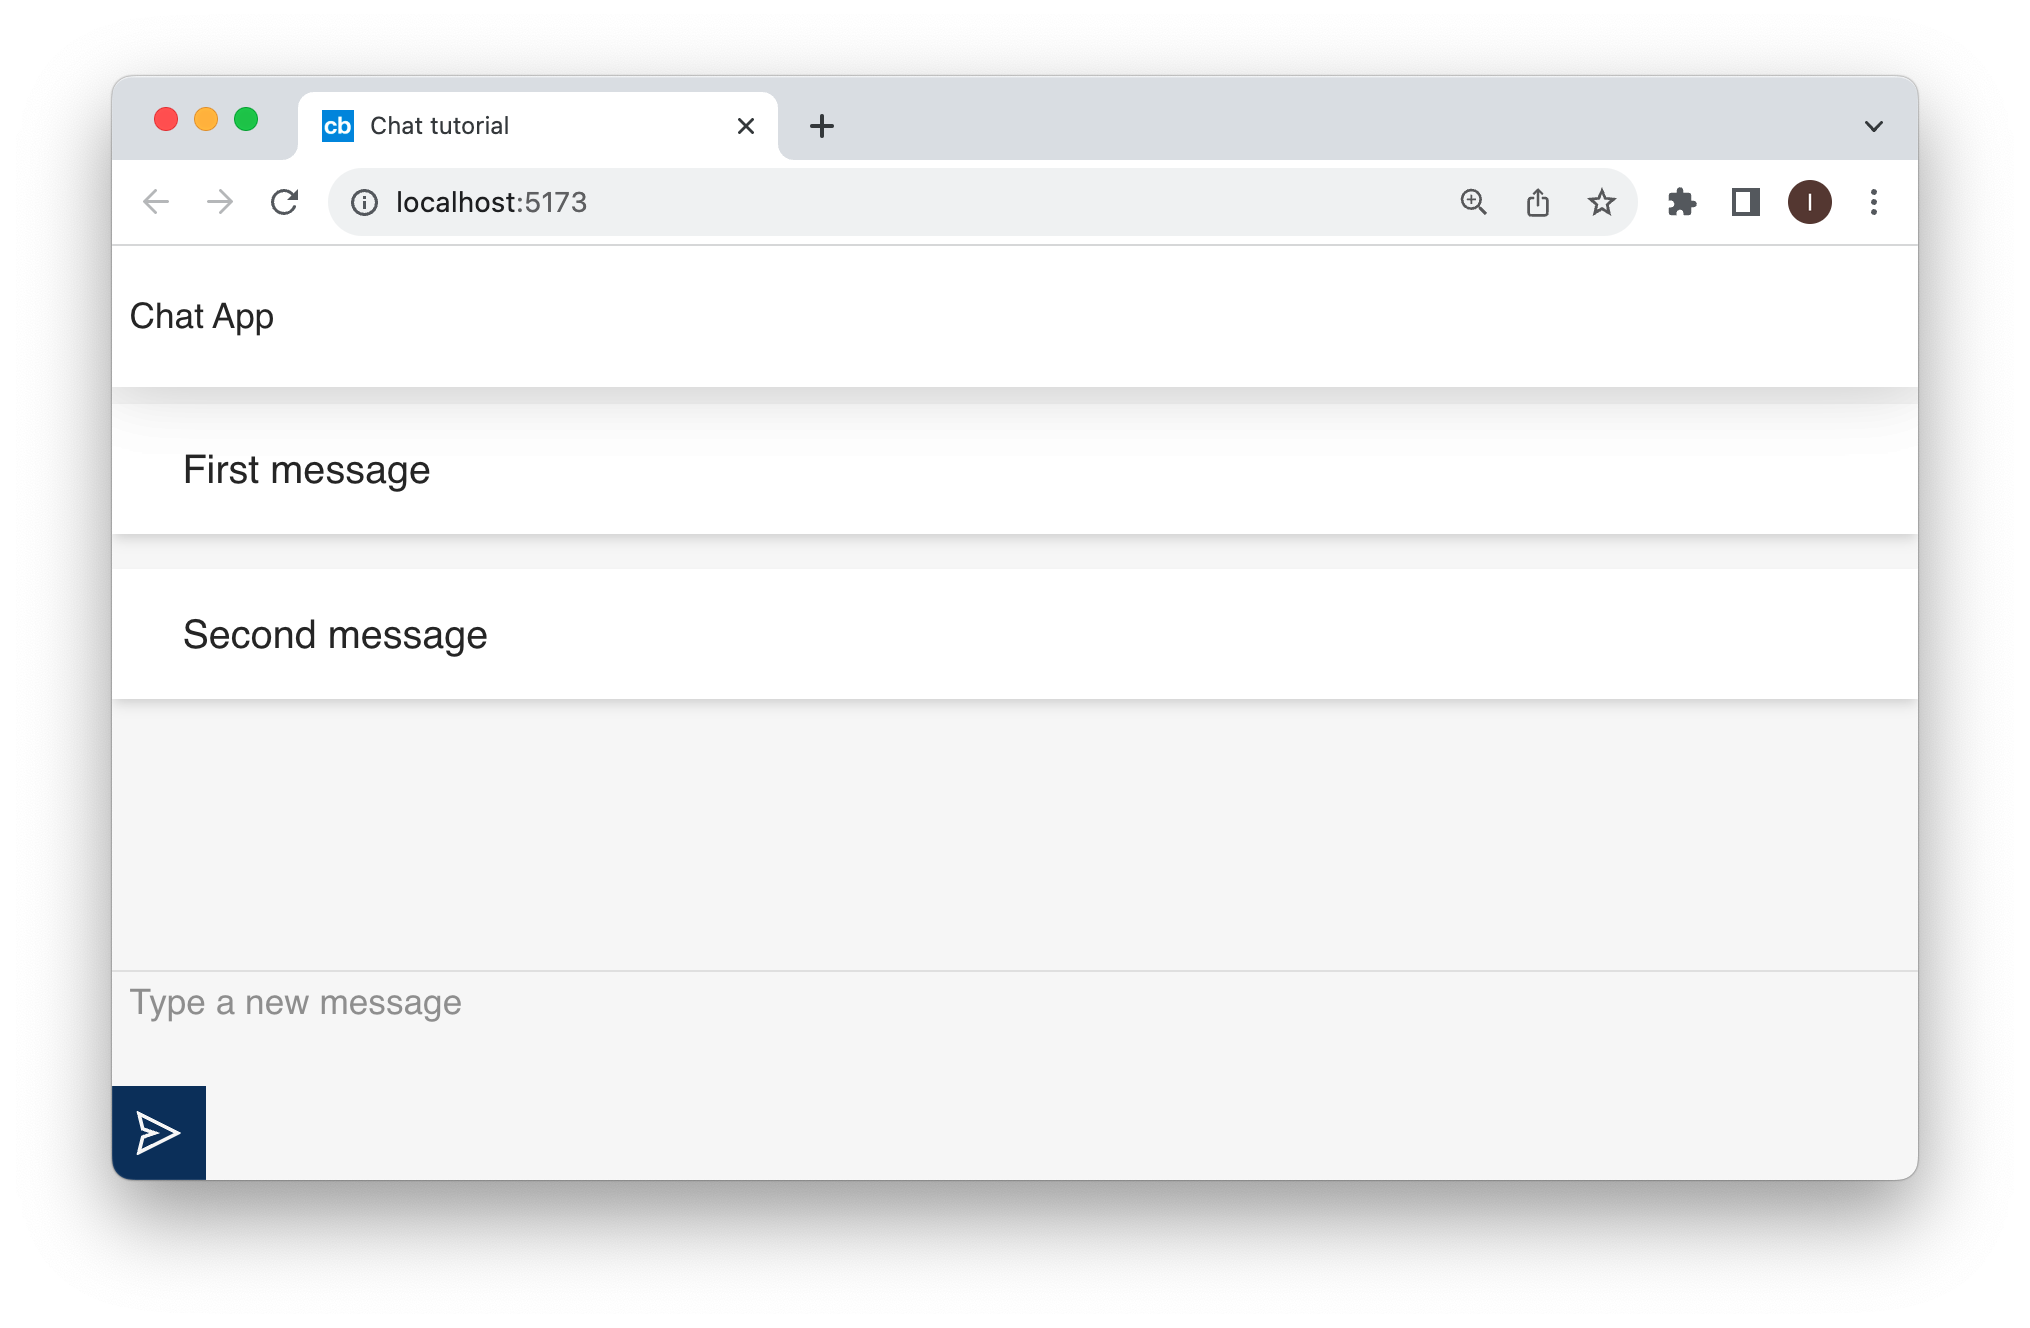 cb Chat tutorial
localhost:5173
I
Chat App
First message
Second message
Type a new message